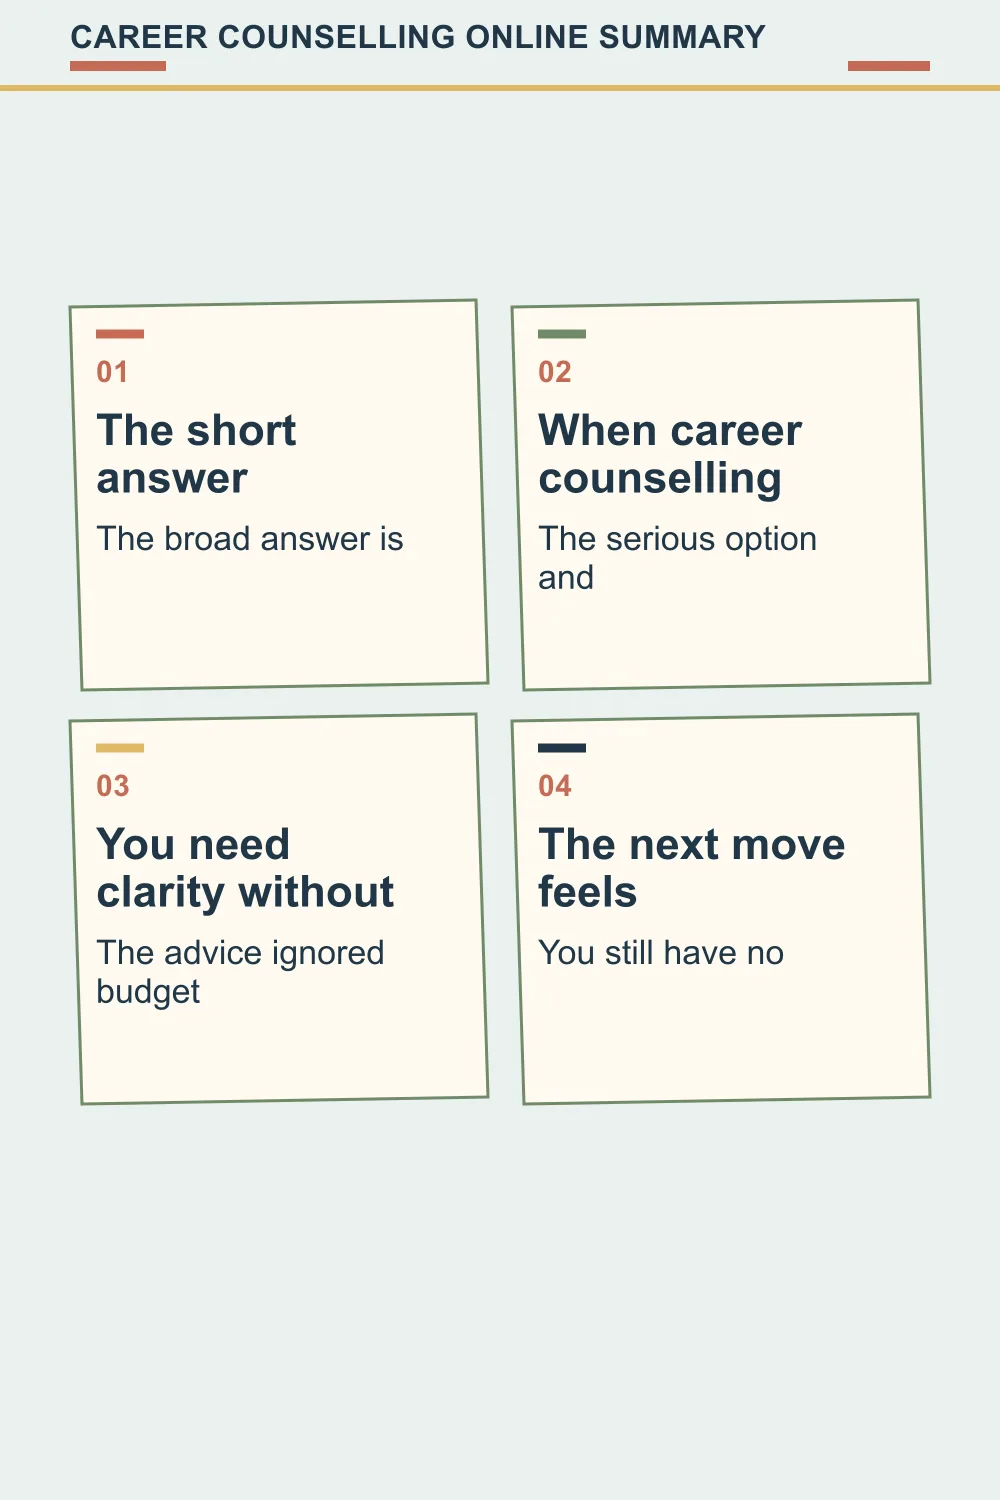 CAREER COUNSELLING ONLINE SUMMARY
01
The short
answer
The broad answer is
02
When career
counselling
The serious option
and
03
You need
clarity without
The advice ignored
budget
04
The next move
feels
You still have no